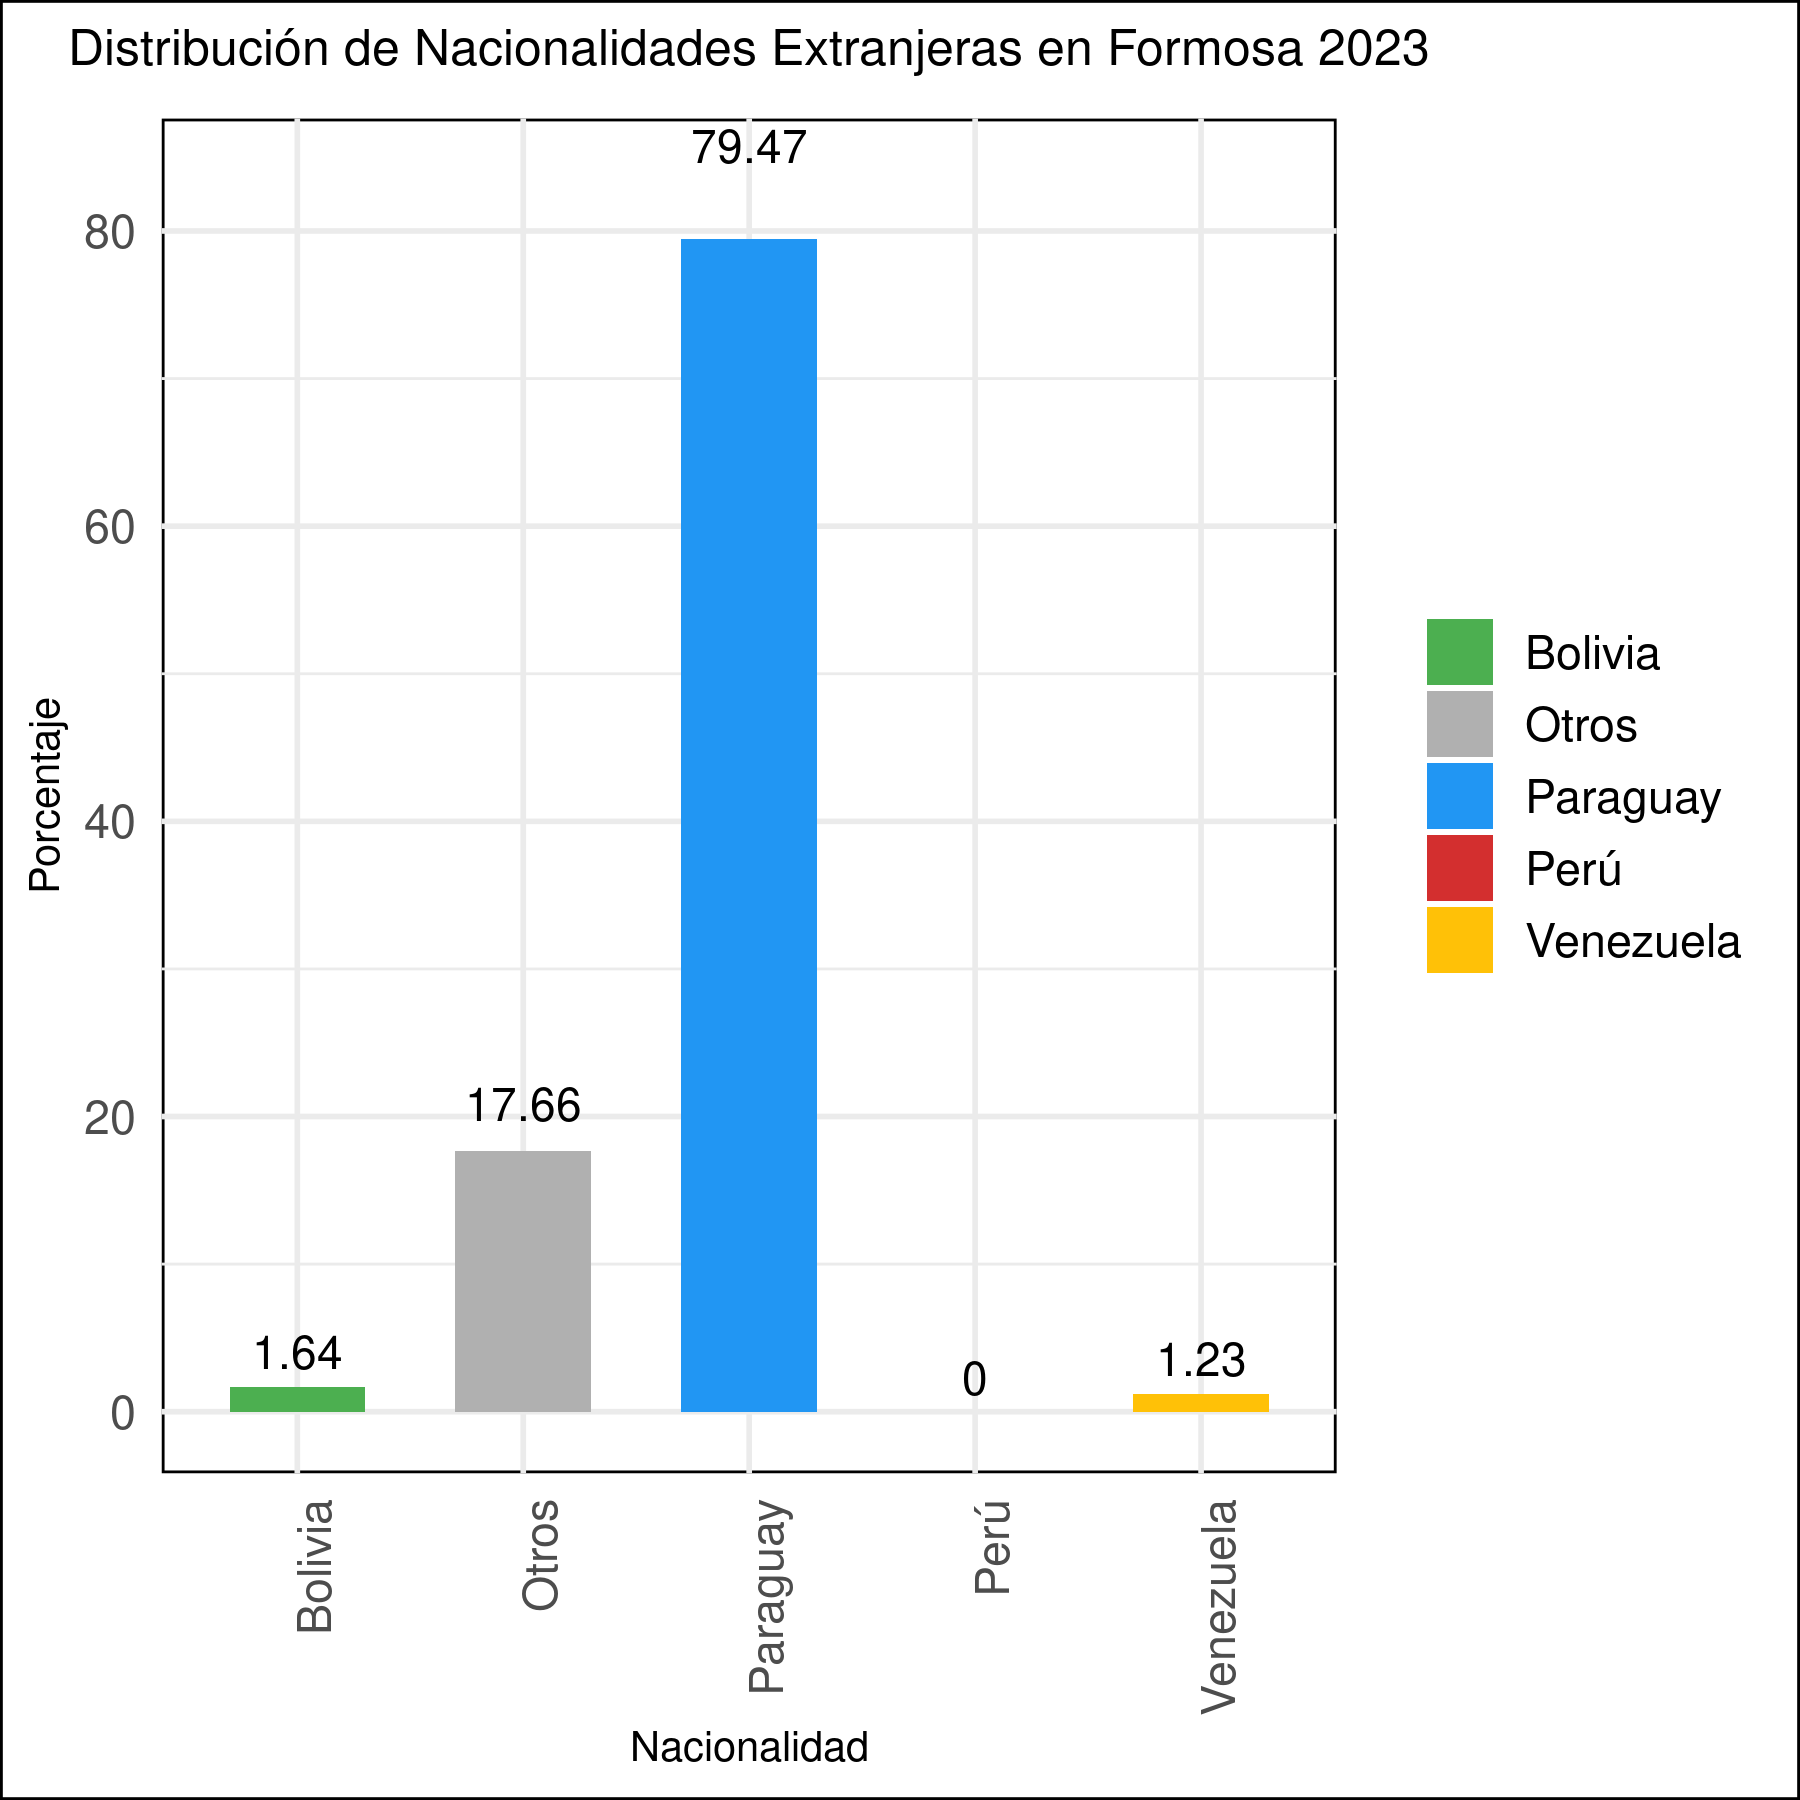 Distribución de Nacionalidades Extranjeras en Formosa 2023
79.47
80
60
40
20
0
17.66
1.64
0
1.23
Porcentaje
Bolivia
Otros
Paraguay
Perú
Venezuela
Nacionalidad
Bolivia
Otros
Paraguay
Perú
Venezuela